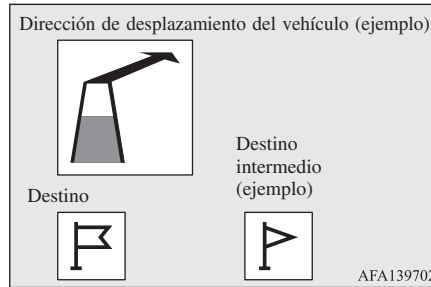 Dirección de desplazamiento del vehículo (ejemplo)
Destino
intermedio
(ejemplo)
Destino
AFA139702